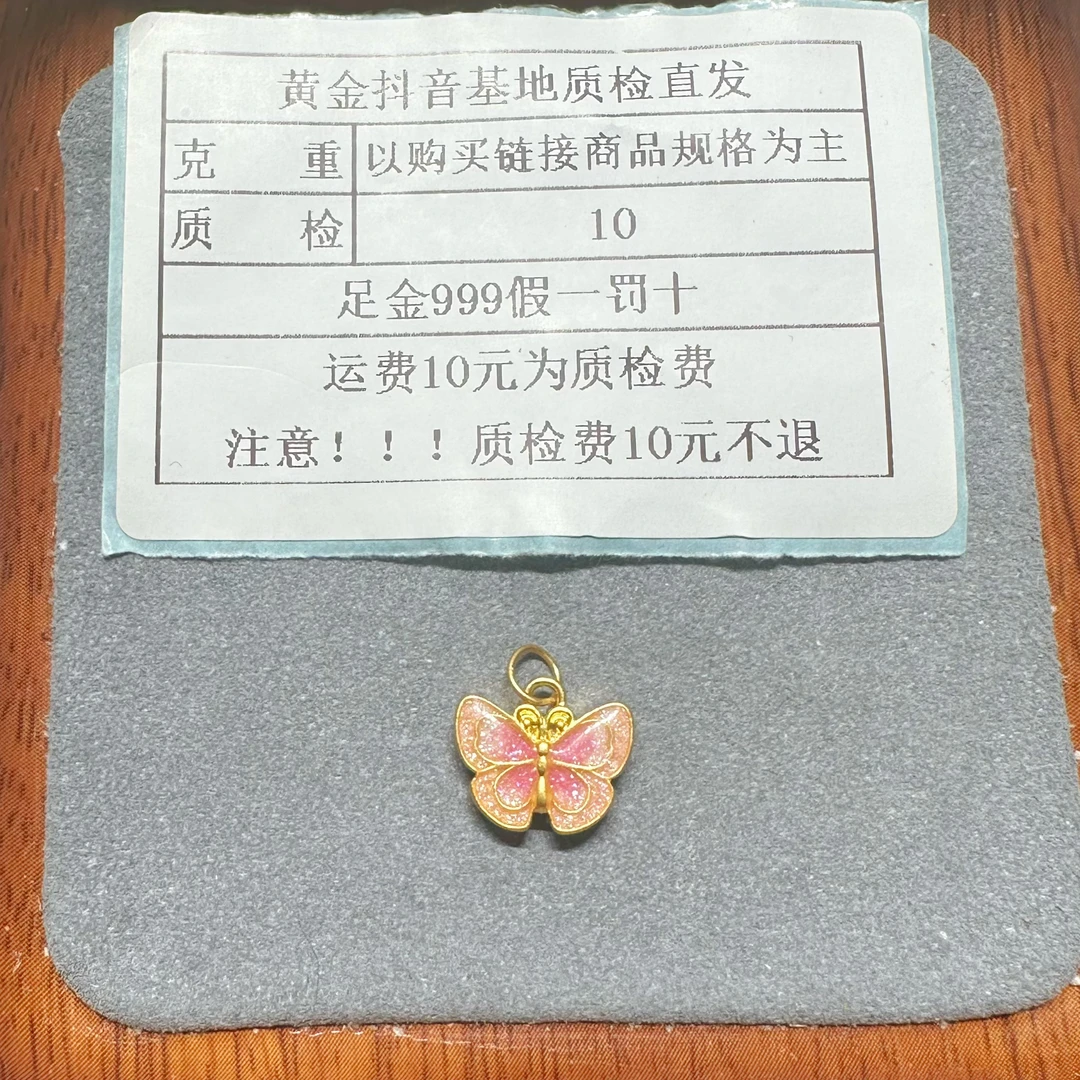 黄金抖音基地质检直发
克 重 以购买链接商品规格为主
质 检 10
足金999假一罚十
运费10元为质检费
注意！！！质检费10元不退